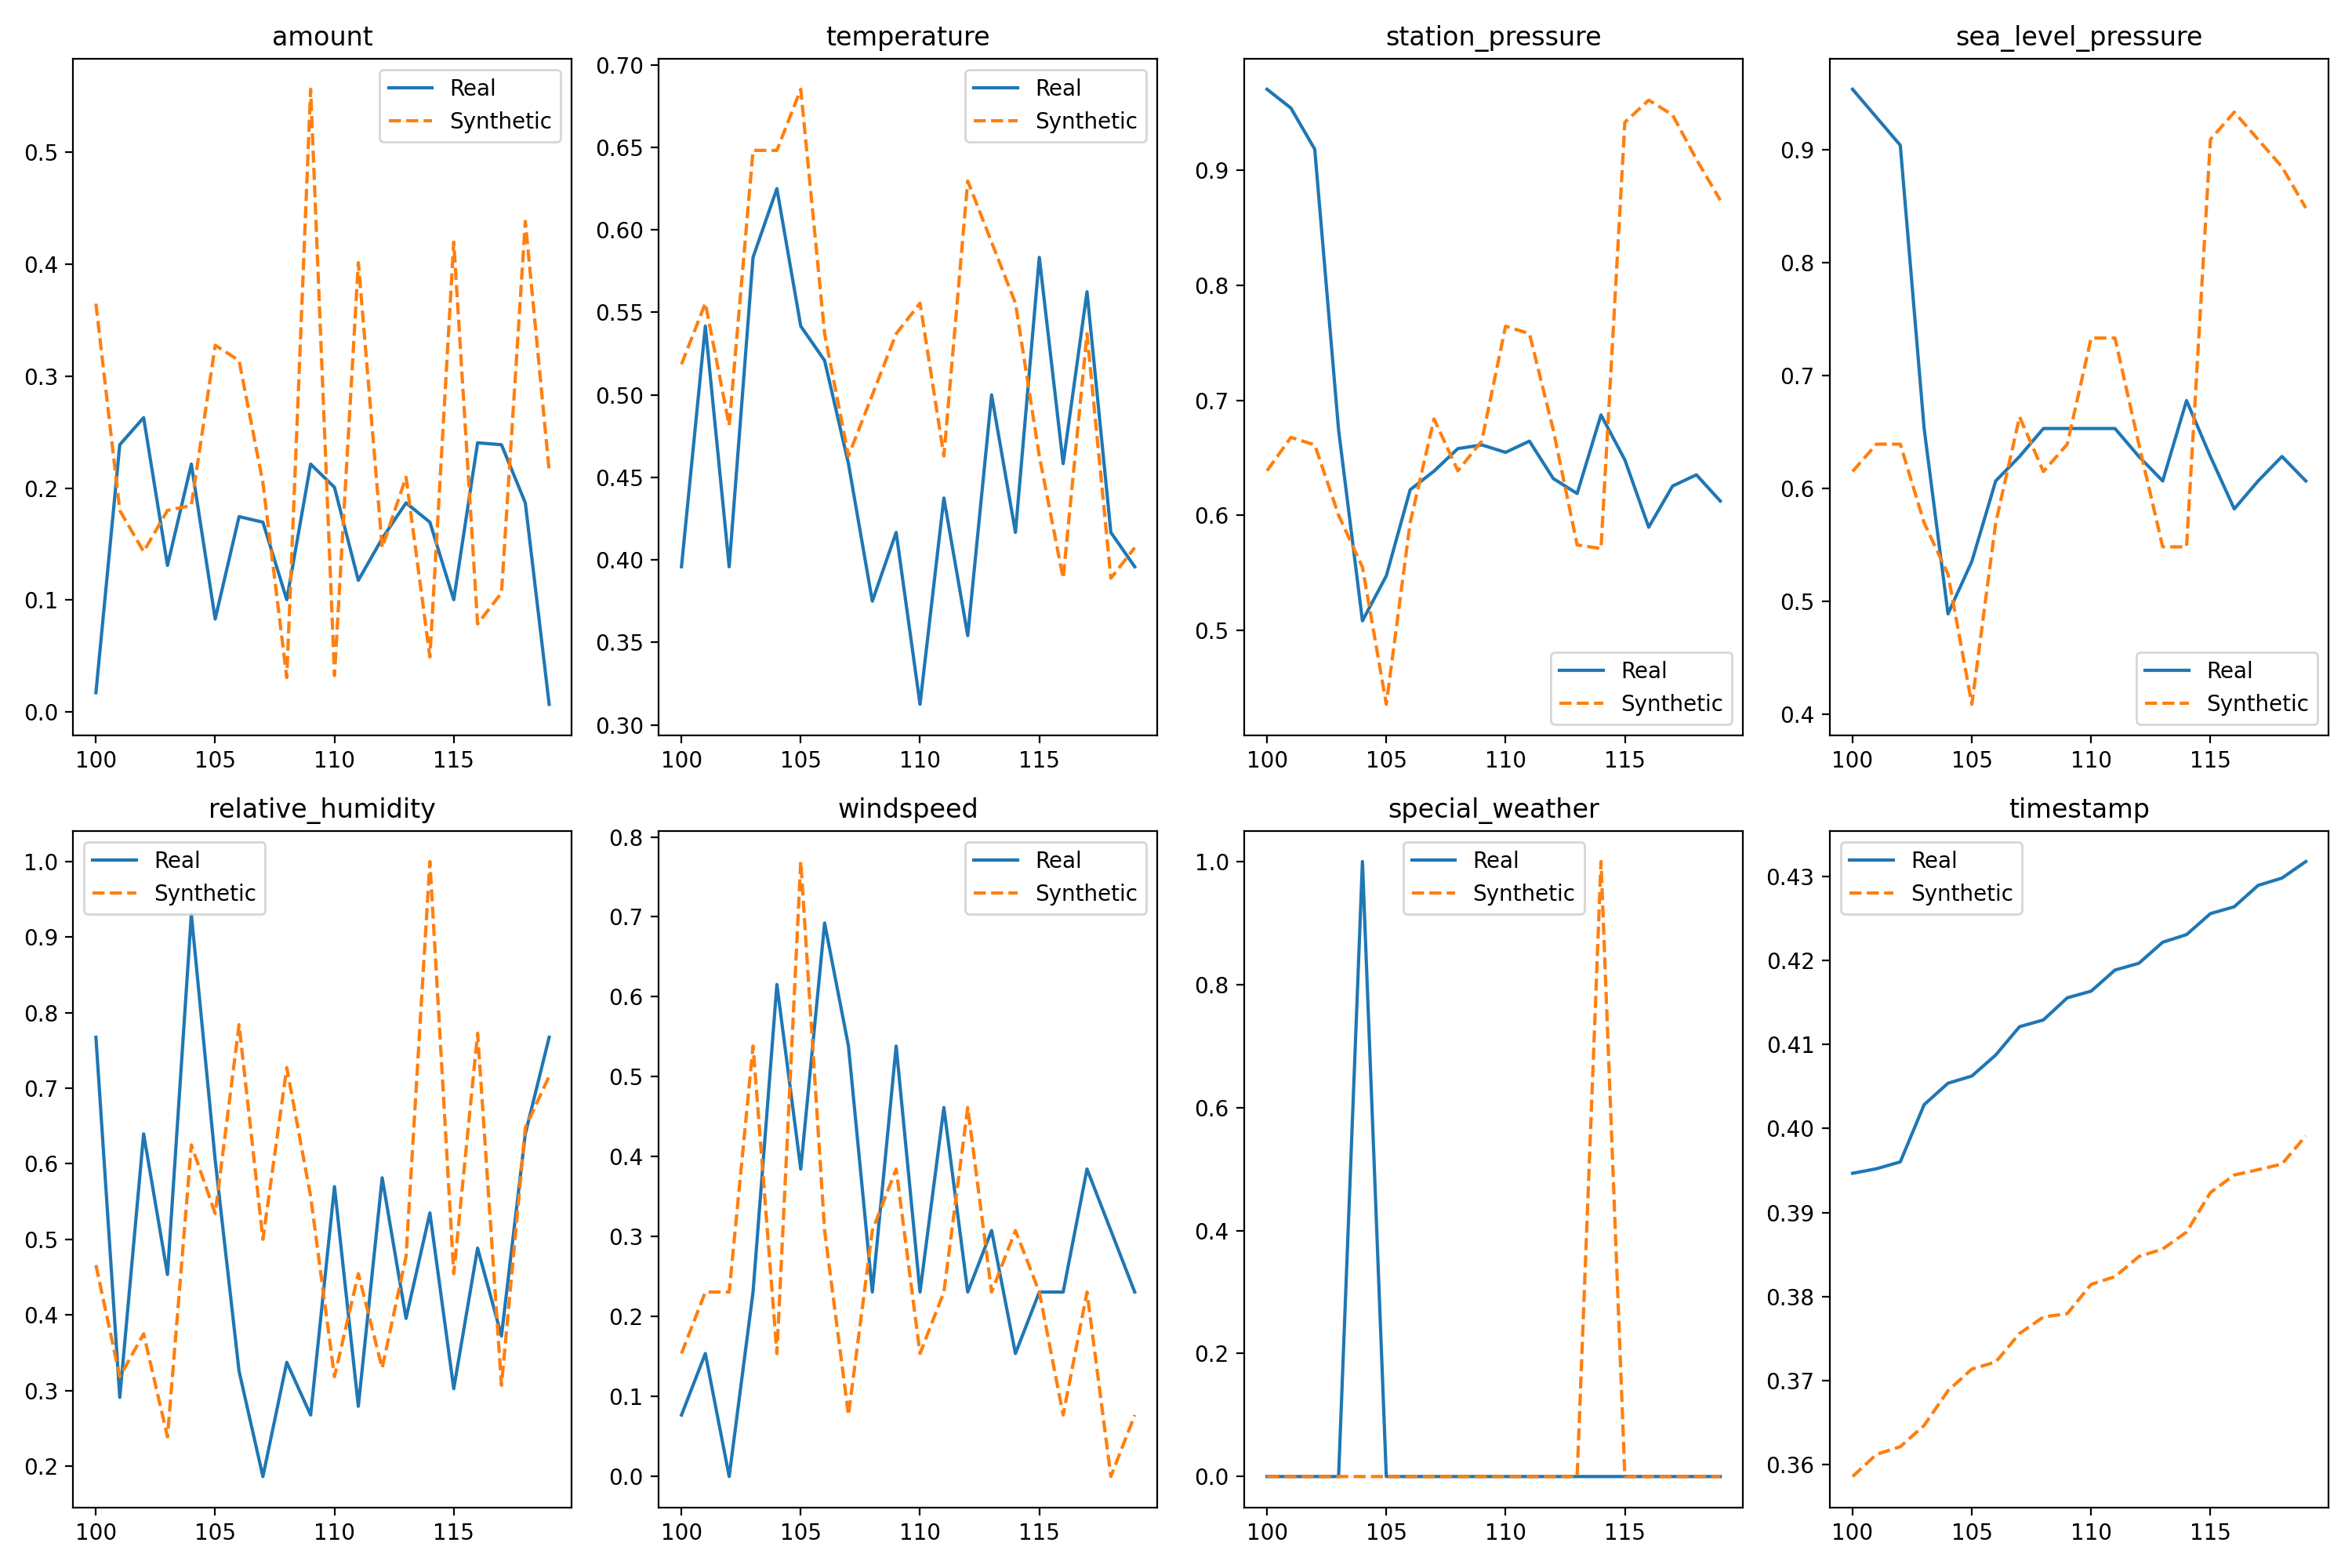 amount
Real
Synthetic
0.5
0.4
0.3
0.2
0.1
0.0
100 105 110 115
temperature
Real
Synthetic
0.70
0.65
0.60
0.55
0.50
0.45
0.40
0.35
0.30
100 105 110 115
station_pressure
0.9
0.8
0.7
0.6
0.5
Real
Synthetic
100 105 110 115
sea_level_pressure
0.9
0.8
0.7
0.6
0.5
0.4
Real
Synthetic
100 105 110 115
relative_humidity
Real
Synthetic
1.0
0.9
0.8
0.7
0.6
0.5
0.4
0.3
0.2
100 105 110 115
windspeed
Real
Synthetic
0.8
0.7
0.6
0.5
0.4
0.3
0.2
0.1
0.0
100 105 110 115
special_weather
Real
Synthetic
1.0
0.8
0.6
0.4
0.2
0.0
100 105 110 115
timestamp
Real
Synthetic
0.43
0.42
0.41
0.40
0.39
0.38
0.37
0.36
100 105 110 115